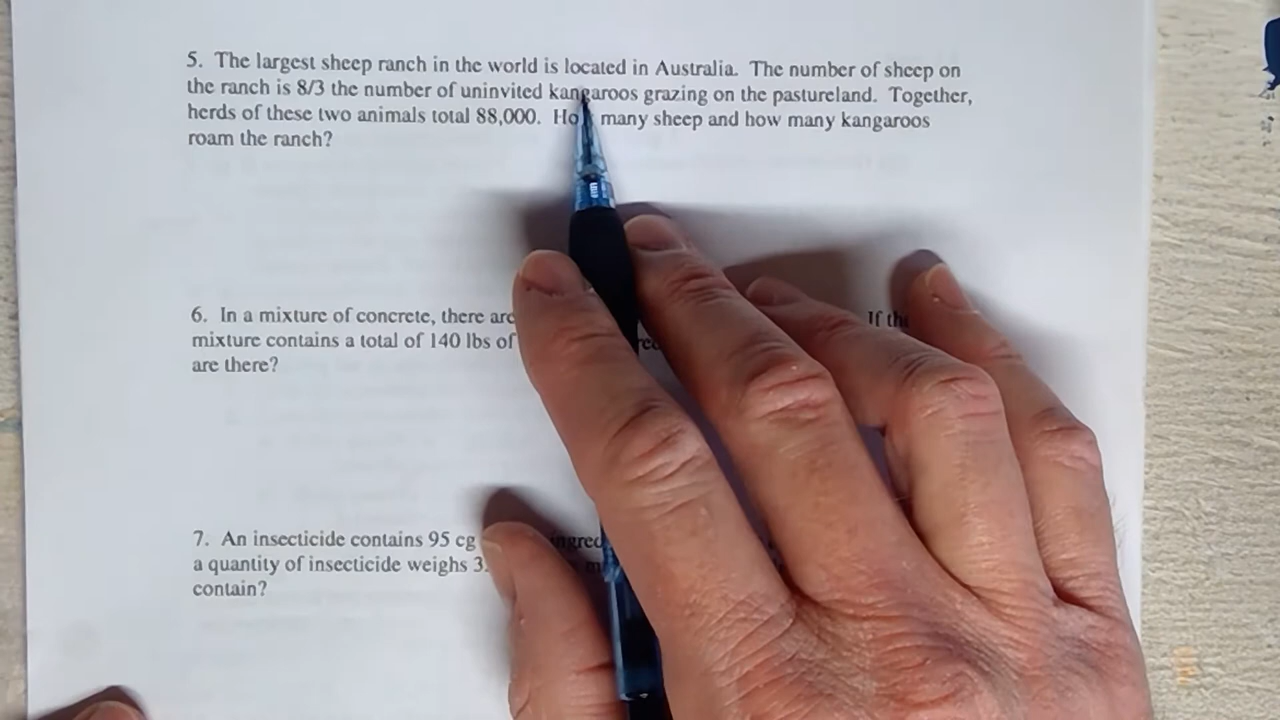 5. The largest sheep ranch in the world is located in Australia. The number of sheep on
the ranch is 8/3 the number of uninvited kangaroos grazing on the pastureland. Together,
herds of these two animals total 88,000. many sheep and how many kangaroos
roam the ranch?
6. In a mixture of concrete, there are If
mixture contains a total of 140 lbs of
are there?
7. An insecticide contains 95 cg
a quantity of insecticide weighs
contain?